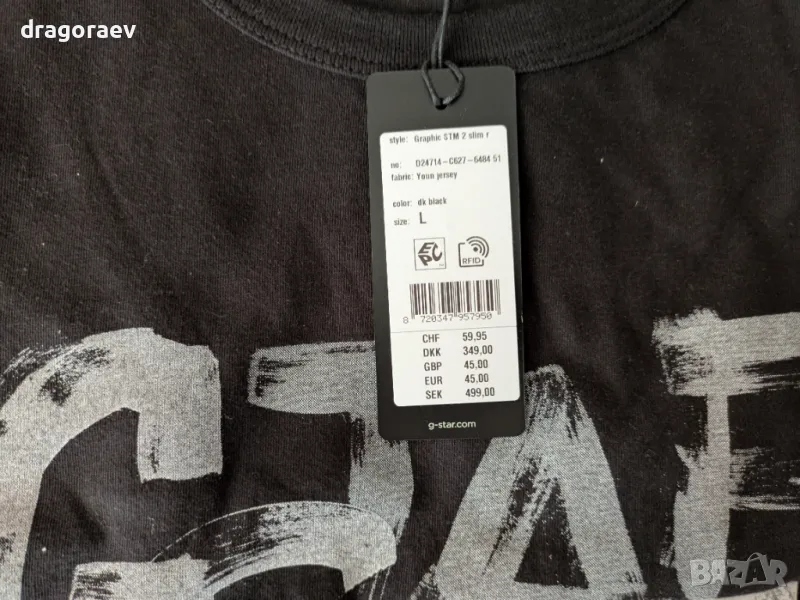 dragoraev
style: Graphic STM 2 slim r
no: D24714-C627-6484 51
fabric: Youn jersey
color: dk black
size: L
EPC
RFID
8 720347 957950
CHF 59,95
DKK 349,00
GBP 45,00
EUR 45,00
SEK 499,00
g-star.com
BAZAR